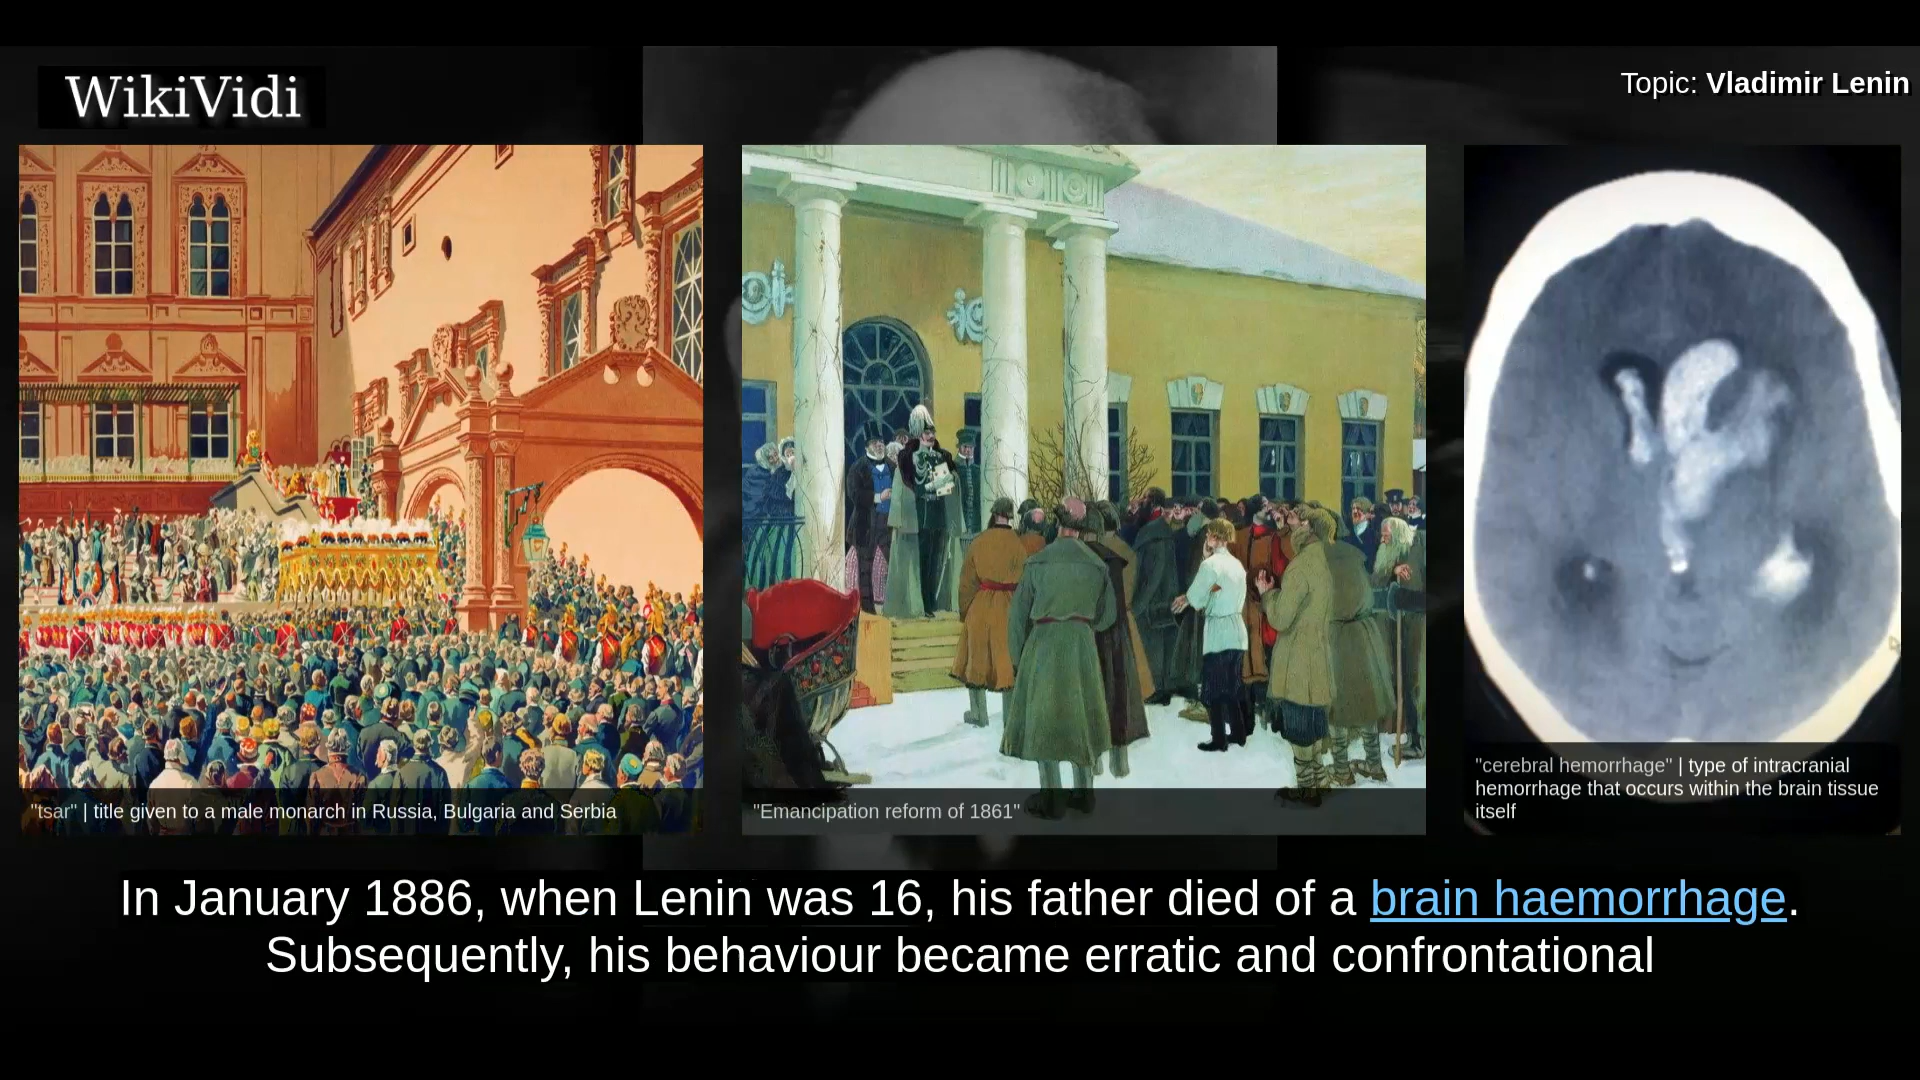 WikiVidi
Topic: Vladimir Lenin
"tsar" | title given to a male monarch in Russia, Bulgaria and Serbia
"Emancipation reform of 1861"
"cerebral hemorrhage" | type of intracranial
hemorrhage that occurs within the brain tissue
itself
In January 1886, when Lenin was 16, his father died of a brain haemorrhage.
Subsequently, his behaviour became erratic and confrontational